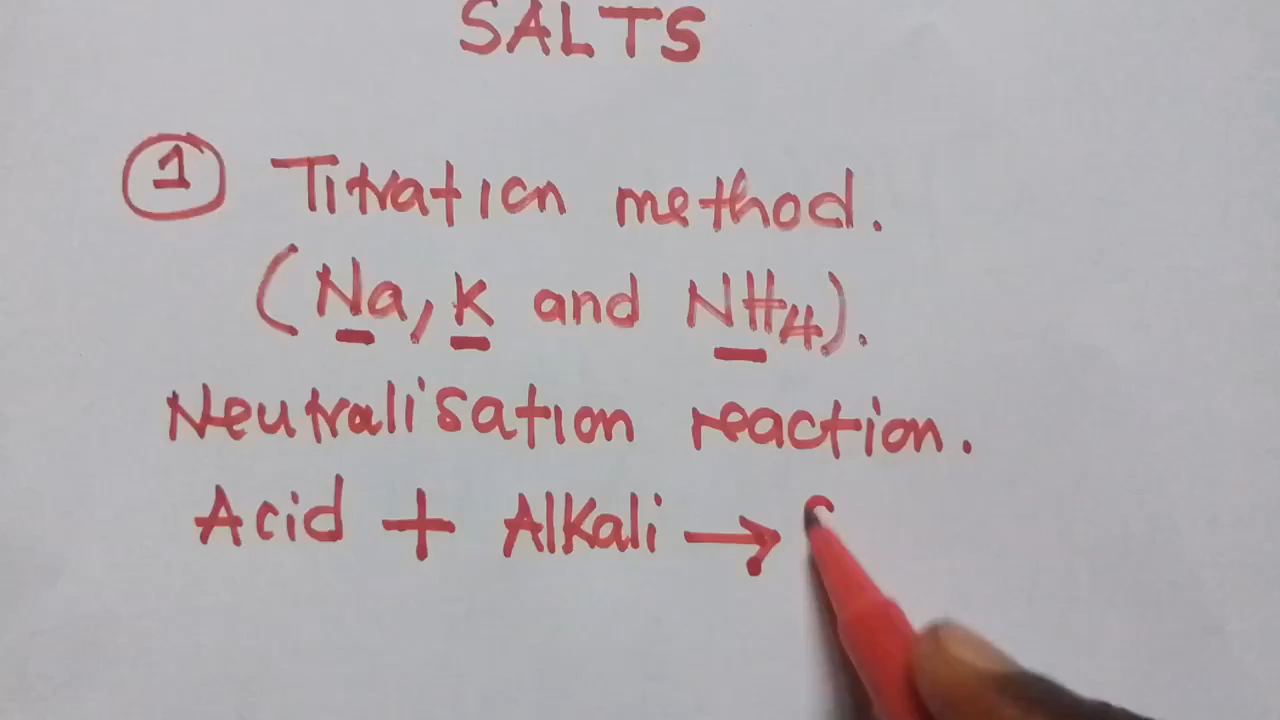 SALTS
1 Titration method.
(Na, K and NH4).
Neutralisation reaction.
Acid + Alkali →